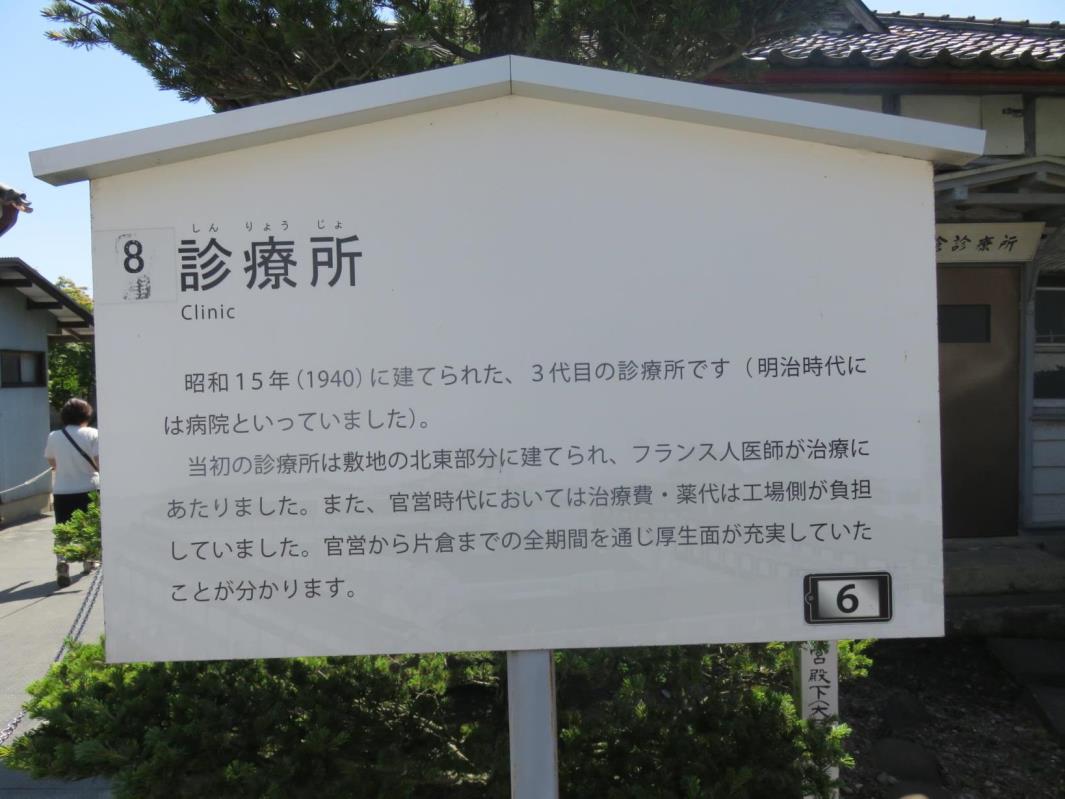 8
しんりょうじょ
診療所
Clinic
昭和15年(1940)に建てられた、3代目の診療所です(明治時代に
は病院といっていました)。
当初の診療所は敷地の北東部分に建てられ、フランス人医師が治療に
あたりました。また、官営時代においては治療費・薬代は工場側が負担
していました。官営から片倉までの全期間を通じ厚生面が充実していた
ことが分かります。
6
診療所
宮殿下